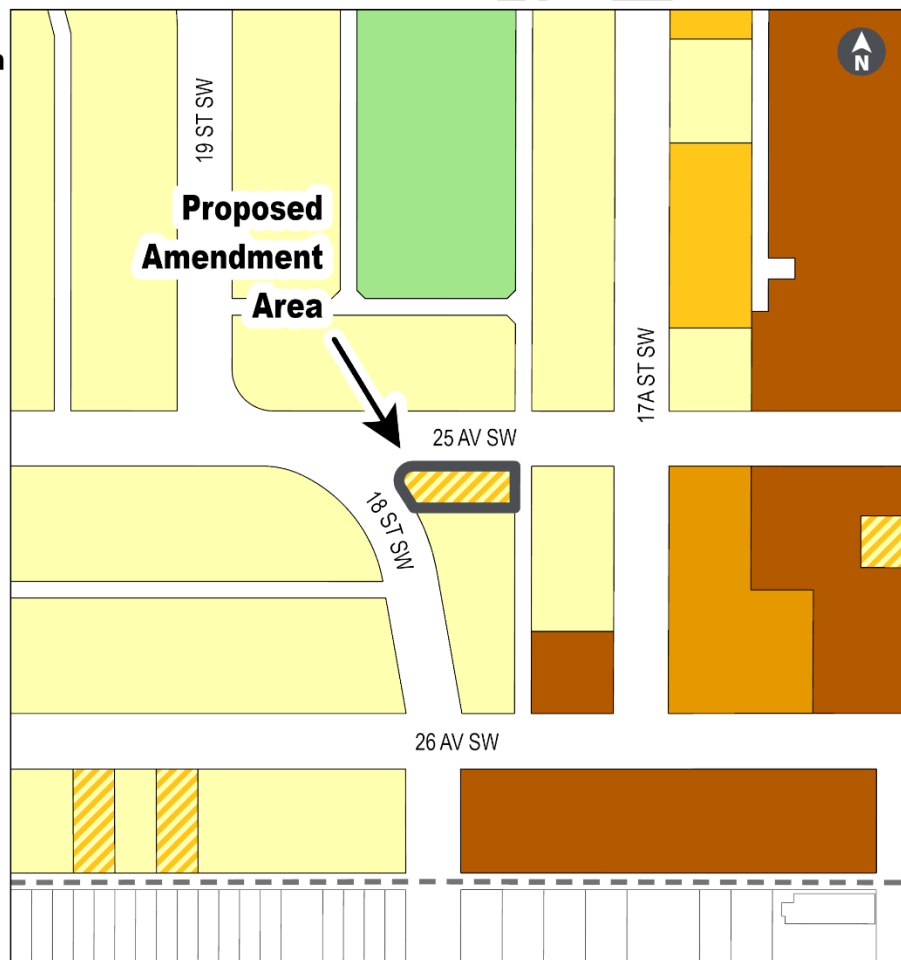 N
19 ST SW
Proposed
Amendment
Area
17A ST SW
25 AV SW
18 ST SW
26 AV SW